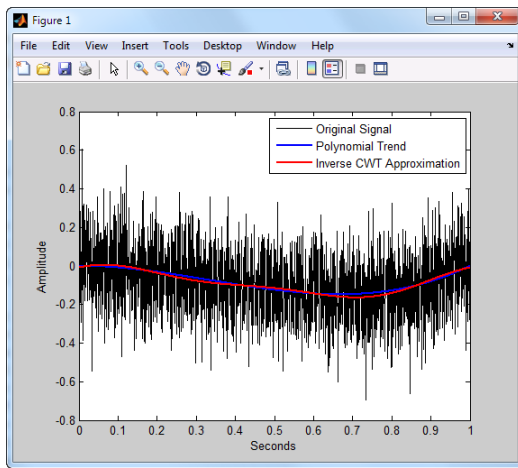 Figure 1
File Edit View Insert Tools Desktop Window Help
0.8
0.6
0.4
0.2
0
-0.2
-0.4
-0.6
-0.8
Amplitude
Original Signal
Polynomial Trend
Inverse CWT Approximation
0 0.1 0.2 0.3 0.4 0.5 0.6 0.7 0.8 0.9 1
Seconds